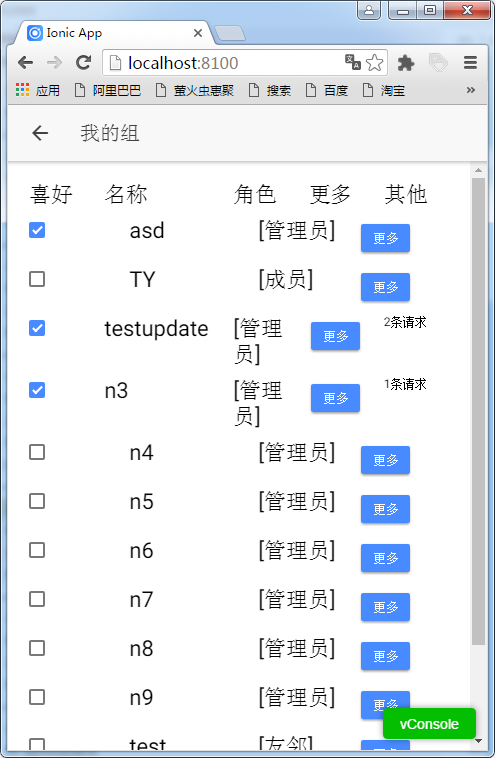 Ionic App
localhost:8100
应用 阿里巴巴 萤火虫惠聚 搜索 百度 淘宝 »
我的组
喜好 名称 角色 更多 其他
asd [管理员] 更多
TY [成员] 更多
testupdate [管理员] 更多 2条请求
n3 [管理员] 更多 1条请求
n4 [管理员] 更多
n5 [管理员] 更多
n6 [管理员] 更多
n7 [管理员] 更多
n8 [管理员] 更多
n9 [管理员] 更多
vConsole
test [友邻] 更多